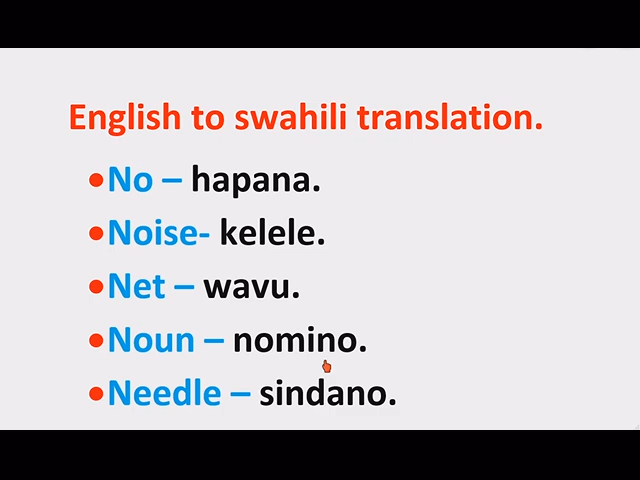 English to swahili translation.
•No – hapana.
•Noise- kelele.
•Net – wavu.
•Noun – nomino.
•Needle – sindano.